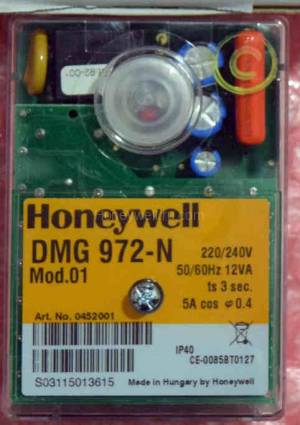 Honeywell
DMG 972-N
Mod.01
220/240V
50/60Hz 12VA
ts 3 sec.
5A cos φ 0.4
Art. No. 0452001
IP40
CE-0085BT0127
S03115013615
Made in Hungary by Honeywell